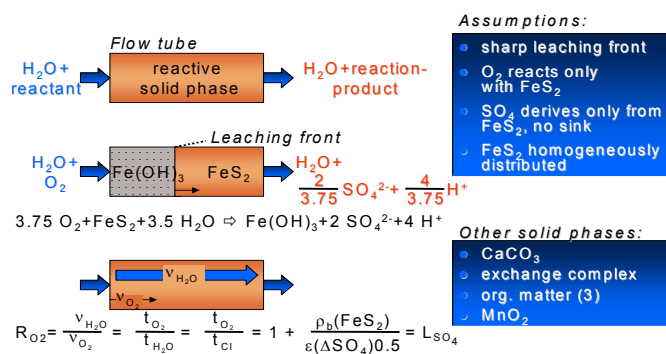 Flow tube
H₂O+
reactant
reactive
solid phase
H₂O+reaction-
product
Leaching front
H₂O+
O₂
Fe(OH)₃
FeS₂
H₂O+
2/3.75 SO₄²⁻+ 4/3.75 H⁺
3.75 O₂+FeS₂+3.5 H₂O ⇨ Fe(OH)₃+2 SO₄²⁻+4 H⁺
ν_H₂O
ν_O₂
R_O2 = ν_H₂O/ν_O₂ = t_O₂/t_H₂O = t_O₂/t_Cl = 1 + ρ_b(FeS₂)/ε(ΔSO₄)0.5 = L_SO₄
Assumptions:
sharp leaching front
O₂ reacts only
with FeS₂
SO₄ derives only from
FeS₂, no sink
FeS₂ homogeneously
distributed
Other solid phases:
CaCO₃
exchange complex
org. matter (3)
MnO₂